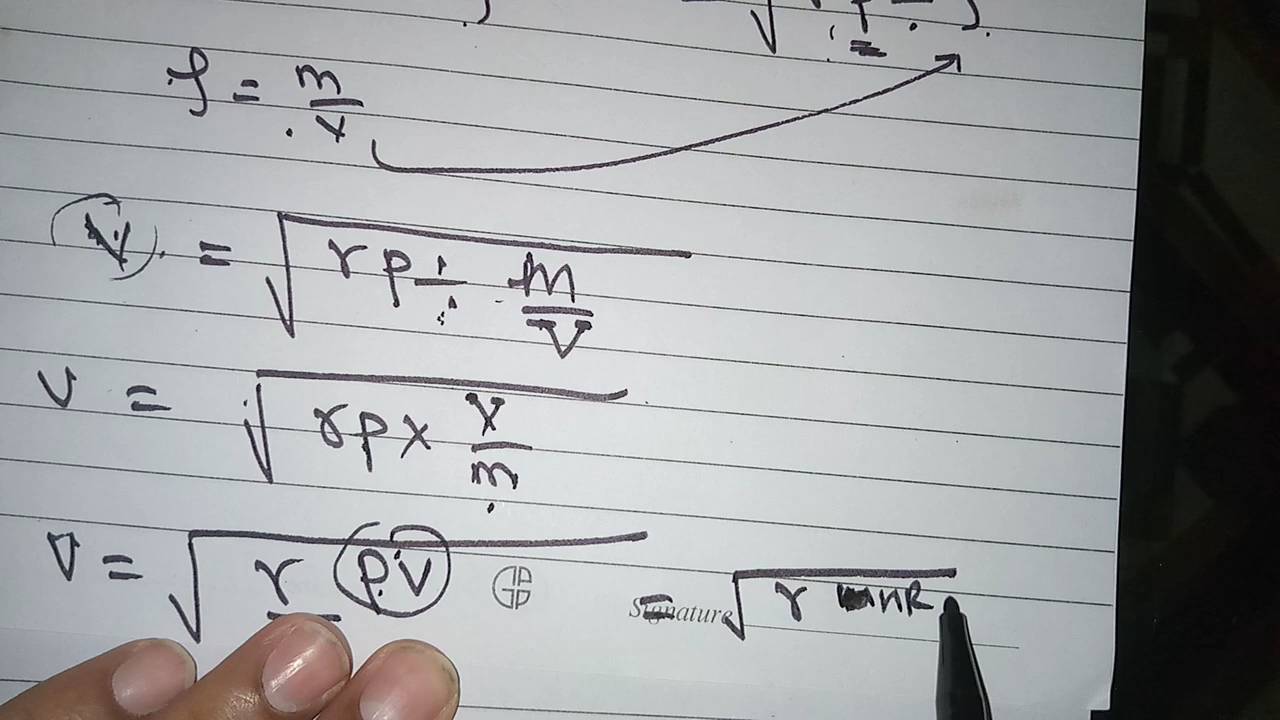 ρ = m/v
V = √(γp ÷ m/V)
v = √(γp × V/m)
V = √(γ PV) = √(γ nR
Signature